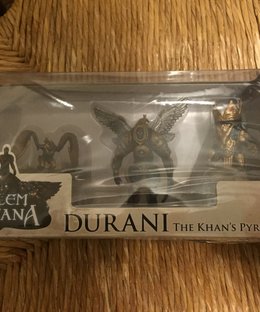 LEM
ANA
DURANI THE KHAN'S PYR